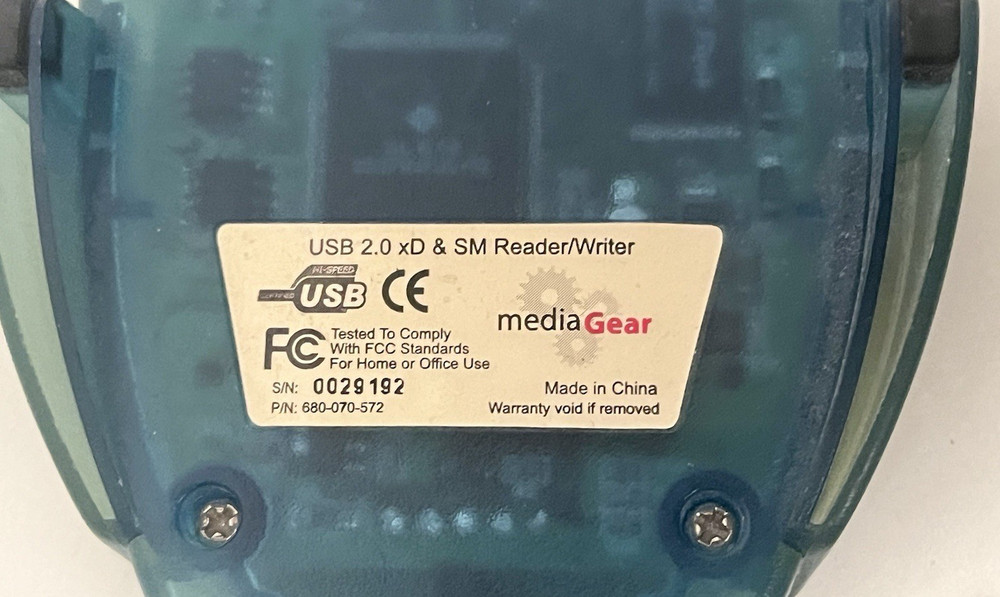 USB 2.0 xD & SM Reader/Writer
HI-SPEED
CERTIFIED USB
CE
mediaGear
FC Tested To Comply
With FCC Standards
For Home or Office Use
S/N: 0029192
P/N: 680-070-572
Made in China
Warranty void if removed